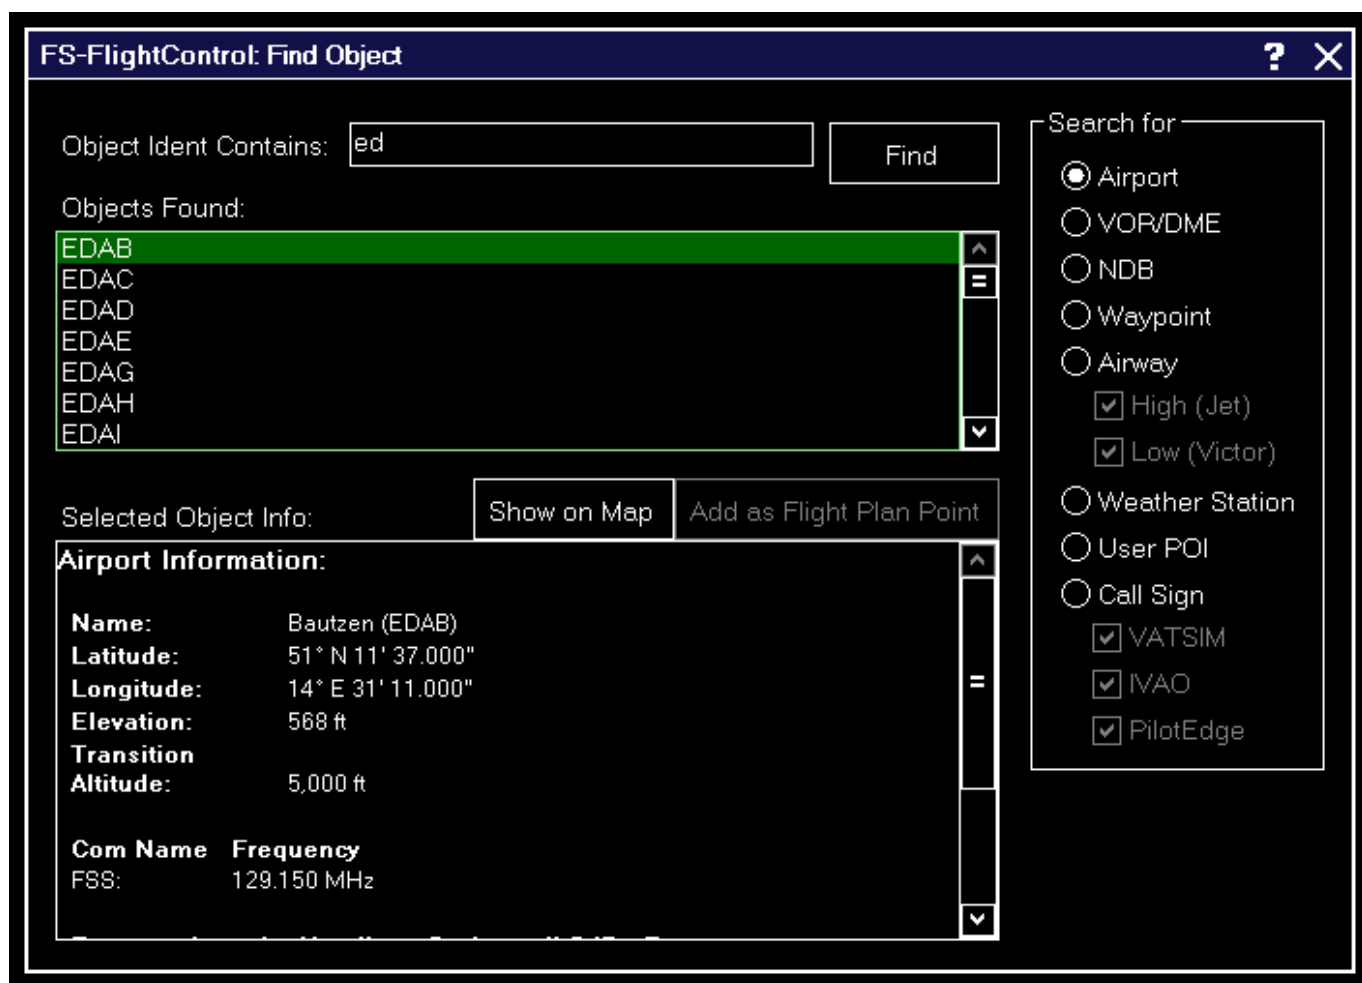 FS-FlightControl: Find Object
? X
Object Ident Contains: ed
Find
Objects Found:
EDAB
EDAC
EDAD
EDAE
EDAG
EDAH
EDAI
Selected Object Info:
Show on Map
Add as Flight Plan Point
Airport Information:
Name: Bautzen (EDAB)
Latitude: 51° N 11' 37.000"
Longitude: 14° E 31' 11.000"
Elevation: 568 ft
Transition
Altitude: 5,000 ft
Com Name Frequency
FSS: 129.150 MHz
Search for
Airport
VOR/DME
NDB
Waypoint
Airway
High (Jet)
Low (Victor)
Weather Station
User POI
Call Sign
VATSIM
IVAO
PilotEdge